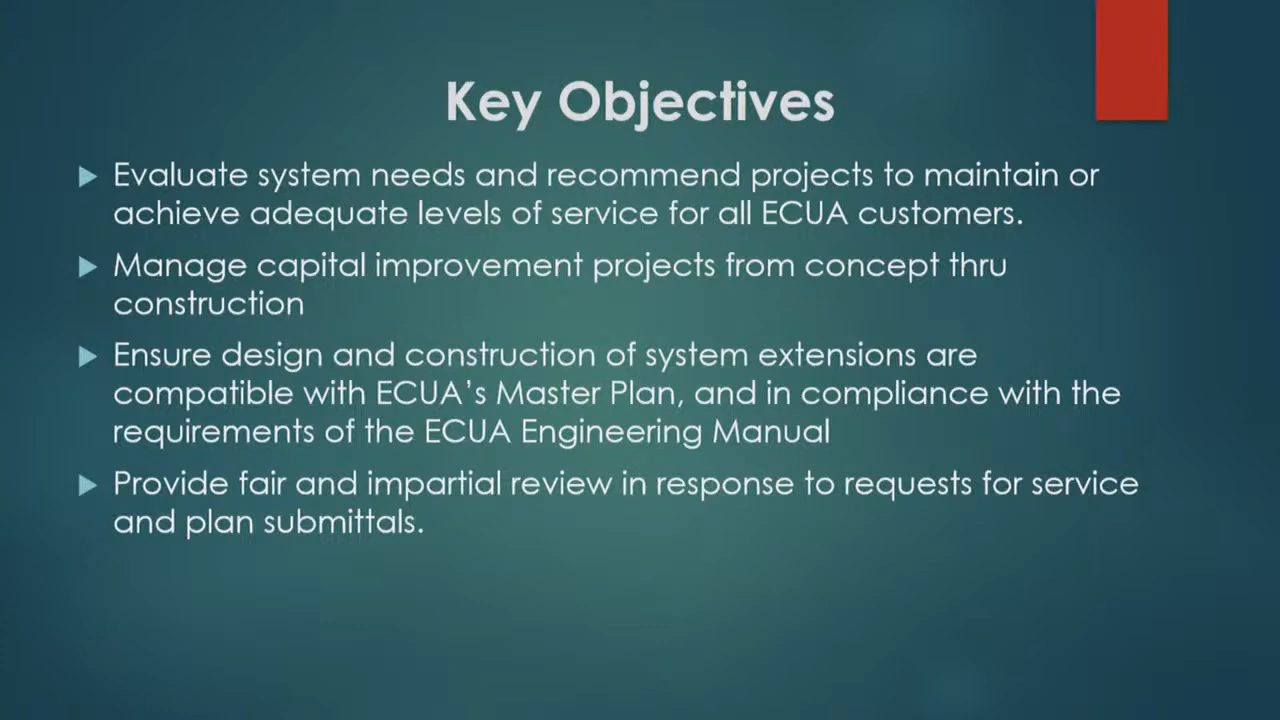 Key Objectives
Evaluate system needs and recommend projects to maintain or
achieve adequate levels of service for all ECUA customers.
Manage capital improvement projects from concept thru
construction
Ensure design and construction of system extensions are
compatible with ECUA’s Master Plan, and in compliance with the
requirements of the ECUA Engineering Manual
Provide fair and impartial review in response to requests for service
and plan submittals.